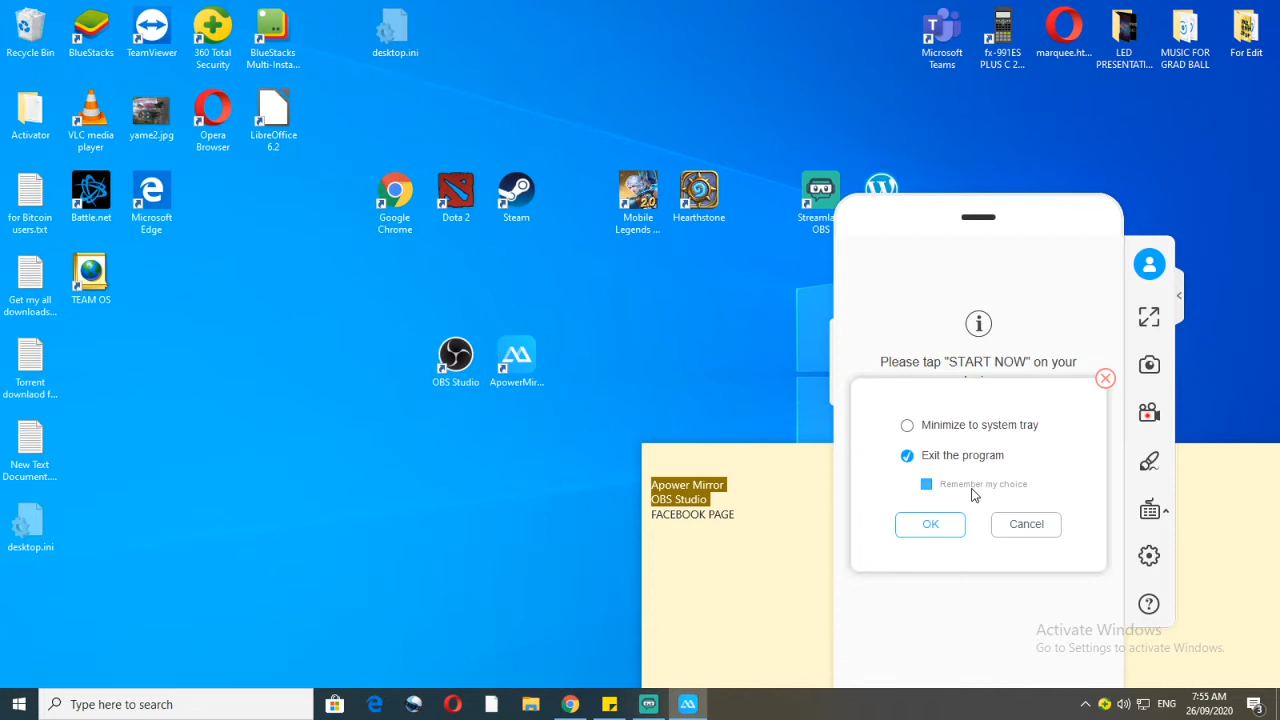 Recycle Bin
BlueStacks
TeamViewer
360 Total
Security
BlueStacks
Multi-Insta...
desktop.ini
Microsoft
Teams
fx-991ES
PLUS C 2...
marquee.ht...
LED
PRESENTATI...
MUSIC FOR
GRAD BALL
For Edit
Activator
VLC media
player
yame2.jpg
Opera
Browser
LibreOffice
6.2
for Bitcoin
users.txt
Battle.net
Microsoft
Edge
Google
Chrome
Dota 2
Steam
2.0
Mobile
Legends ...
Hearthstone
Streamla
OBS
Get my all
downloads...
TEAM OS
Please tap "START NOW" on your
Torrent
downlaod f...
OBS Studio
ApowerMir...
Minimize to system tray
Exit the program
Remember my choice
OK
Cancel
New Text
Document....
Apower Mirror
OBS Studio
FACEBOOK PAGE
desktop.ini
Activate Windows
Go to Settings to activate Windows.
Type here to search
ENG
7:55 AM
26/09/2020
3